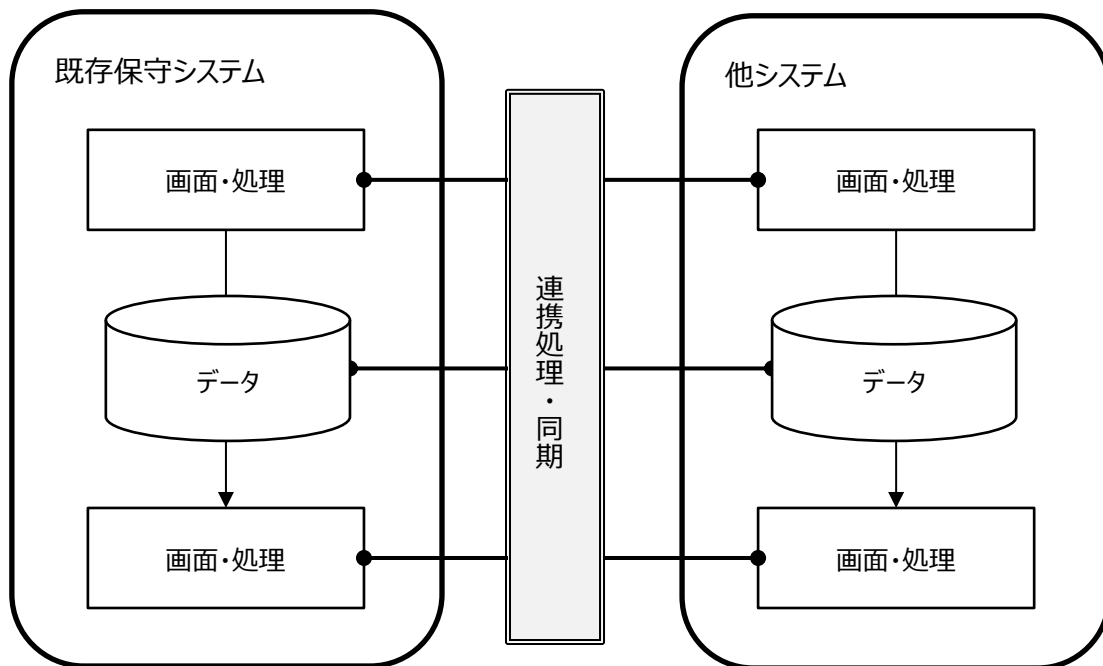 既存保守システム
画面・処理
データ
画面・処理
連携処理・同期
他システム
画面・処理
データ
画面・処理